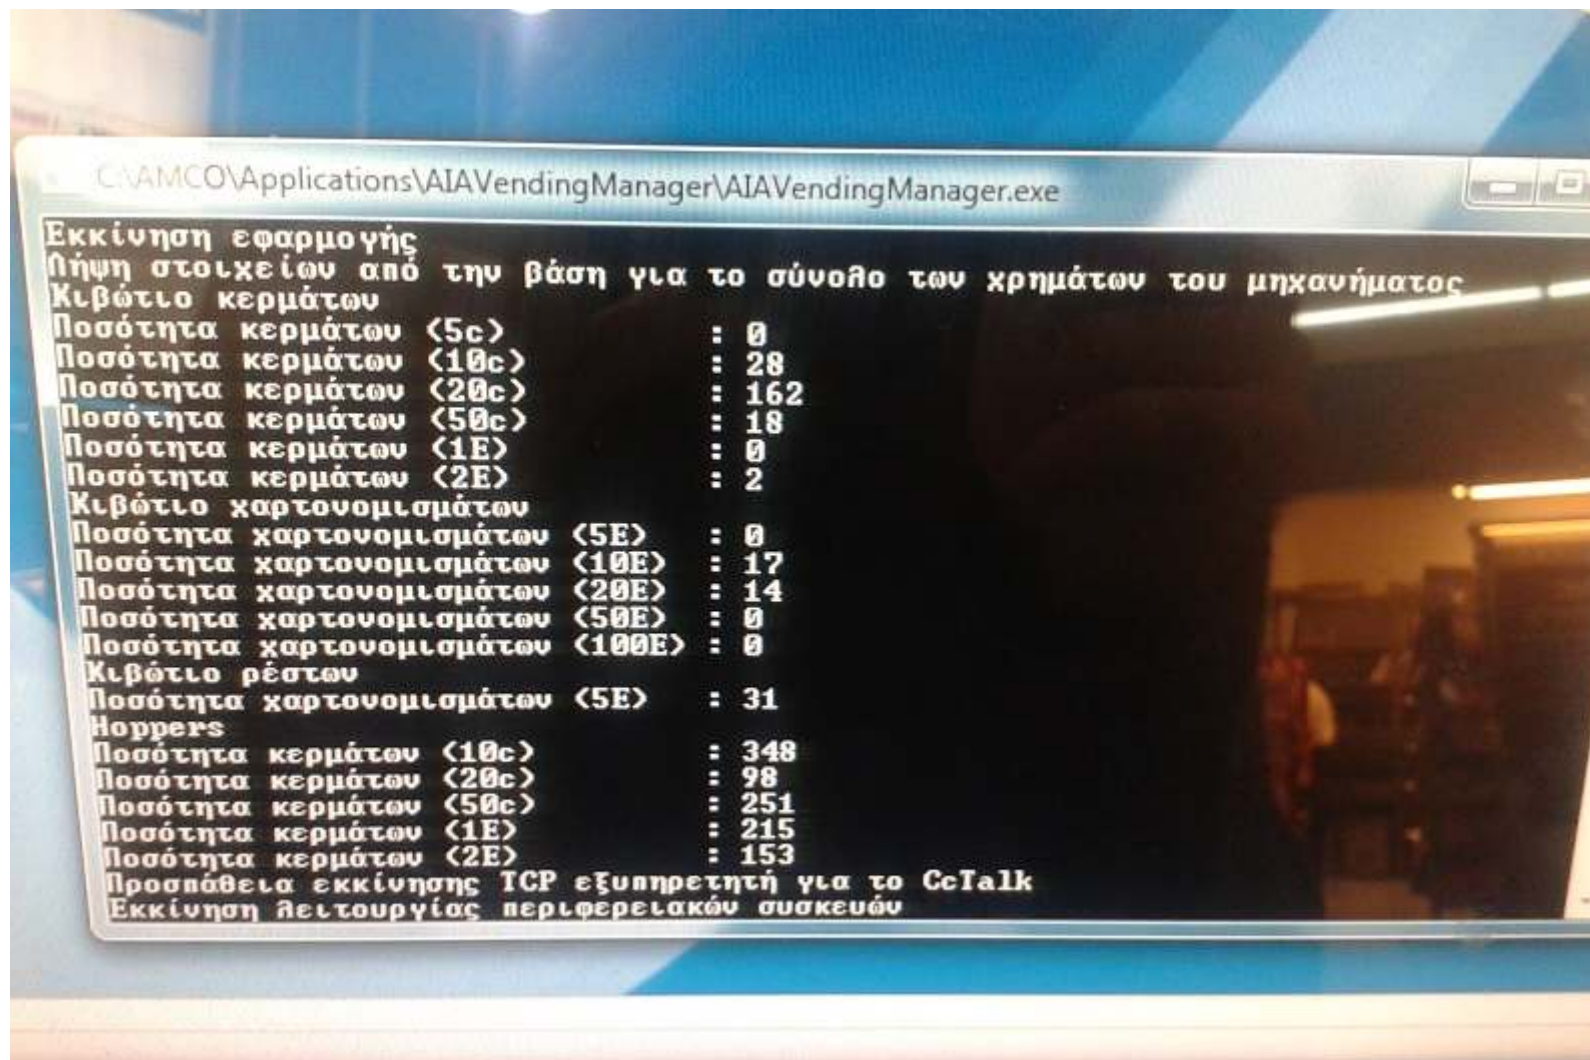 C:\AMCO\Applications\AIAVendingManager\AIAVendingManager.exe
Εκκίνηση εφαρμογής
Λήψη στοιχείων από την βάση για το σύνολο των χρημάτων του μηχανήματος
Κιβώτιο κερμάτων
Ποσότητα κερμάτων (5c) : 0
Ποσότητα κερμάτων (10c) : 28
Ποσότητα κερμάτων (20c) : 162
Ποσότητα κερμάτων (50c) : 18
Ποσότητα κερμάτων (1E) : 0
Ποσότητα κερμάτων (2E) : 2
Κιβώτιο χαρτονομισμάτων
Ποσότητα χαρτονομισμάτων (5E) : 0
Ποσότητα χαρτονομισμάτων (10E) : 17
Ποσότητα χαρτονομισμάτων (20E) : 14
Ποσότητα χαρτονομισμάτων (50E) : 0
Ποσότητα χαρτονομισμάτων (100E) : 0
Κιβώτιο ρέστων
Ποσότητα χαρτονομισμάτων (5E) : 31
Hoppers
Ποσότητα κερμάτων (10c) : 348
Ποσότητα κερμάτων (20c) : 98
Ποσότητα κερμάτων (50c) : 251
Ποσότητα κερμάτων (1E) : 215
Ποσότητα κερμάτων (2E) : 153
Προσπάθεια εκκίνησης TCP εξυπηρετητή για το CcTalk
Εκκίνηση λειτουργίας περιφερειακών συσκευών